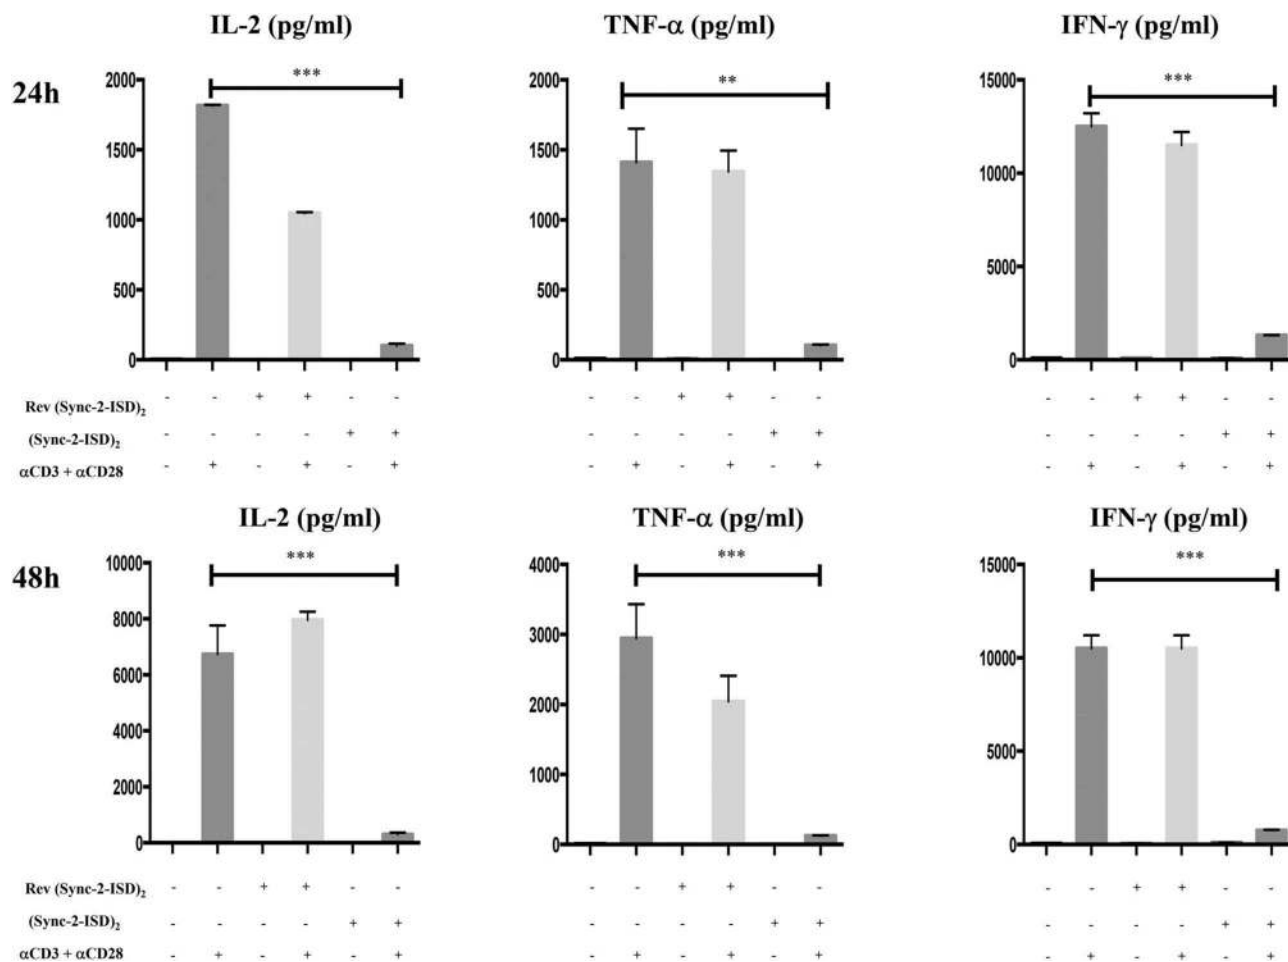 IL-2 (pg/ml) TNF-α (pg/ml) IFN-γ (pg/ml)
24h
*** ** ***
2000 2000 15000
1500 1500 10000
1000 1000 5000
500 500
0 0 0
Rev (Sync-2-ISD)₂ - - + + - - - - + + - - - - + + - -
(Sync-2-ISD)₂ - - - - + + - - - - + + - - - - + +
αCD3 + αCD28 - + - + - + - + - + - + - + - + - +
IL-2 (pg/ml) TNF-α (pg/ml) IFN-γ (pg/ml)
48h
*** *** ***
10000 4000 15000
8000 3000 10000
6000 2000 5000
4000 1000
2000
0 0 0
Rev (Sync-2-ISD)₂ - - + + - - - - + + - - - - + + - -
(Sync-2-ISD)₂ - - - - + + - - - - + + - - - - + +
αCD3 + αCD28 - + - + - + - + - + - + - + - + - +